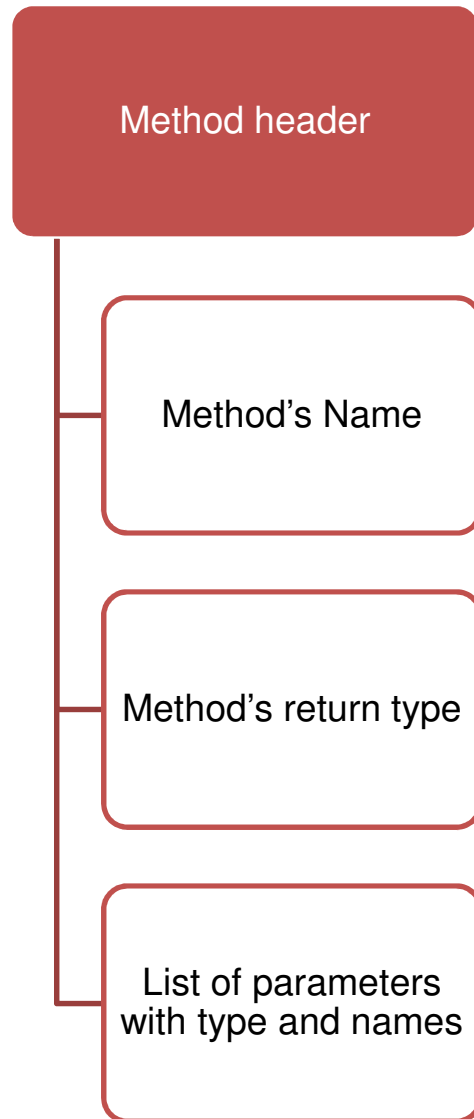 Method header
Method’s Name
Method’s return type
List of parameters
with type and names